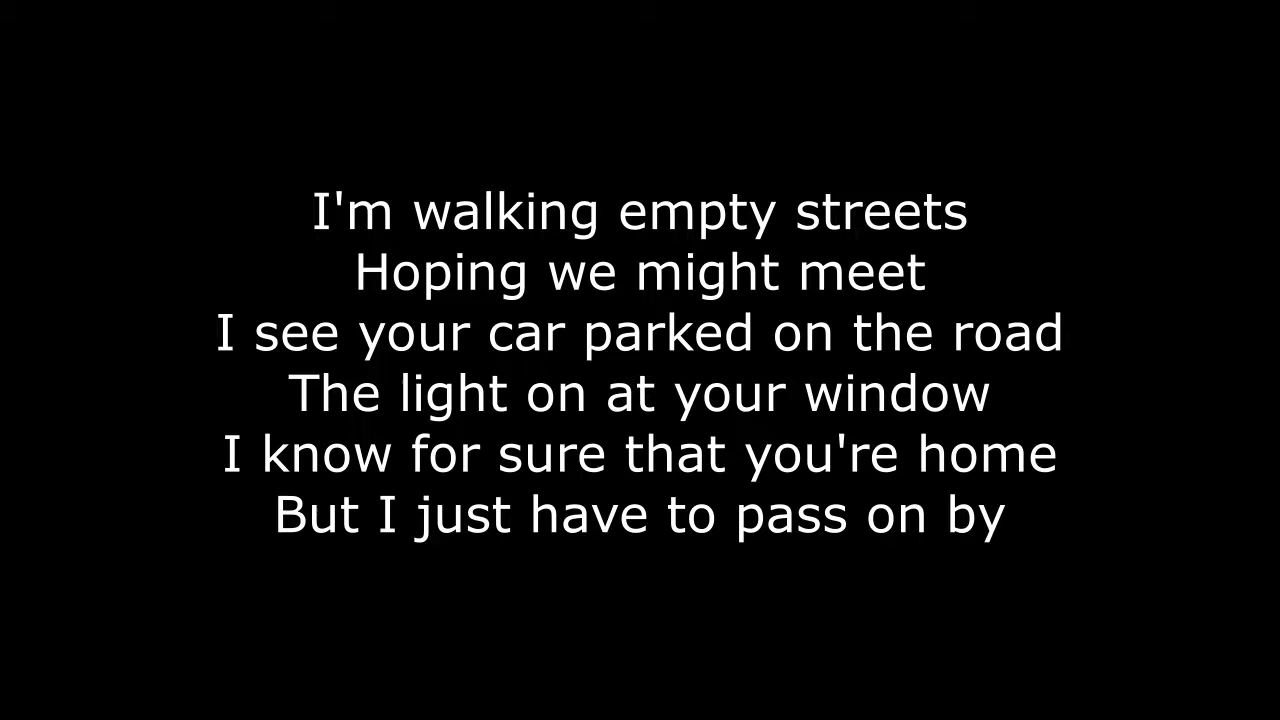 I'm walking empty streets
Hoping we might meet
I see your car parked on the road
The light on at your window
I know for sure that you're home
But I just have to pass on by